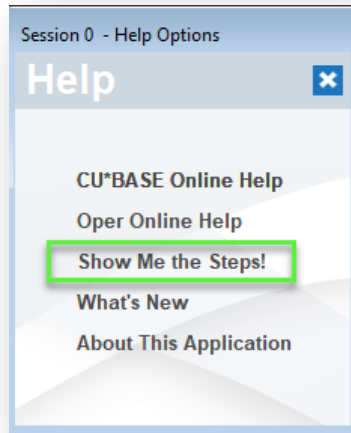 Session 0 - Help Options
Help
CU*BASE Online Help
Oper Online Help
Show Me the Steps!
What's New
About This Application